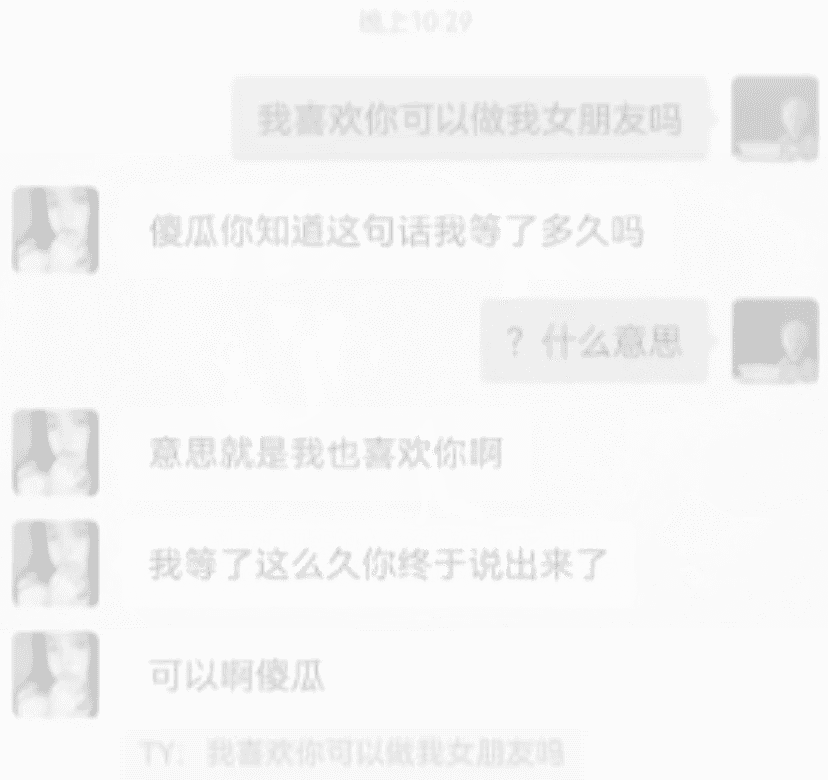 晚上10:29
我喜欢你可以做我女朋友吗
傻瓜你知道这句话我等了多久吗
？什么意思
意思就是我也喜欢你啊
我等了这么久你终于说出来了
可以啊傻瓜
TY：我喜欢你可以做我女朋友吗